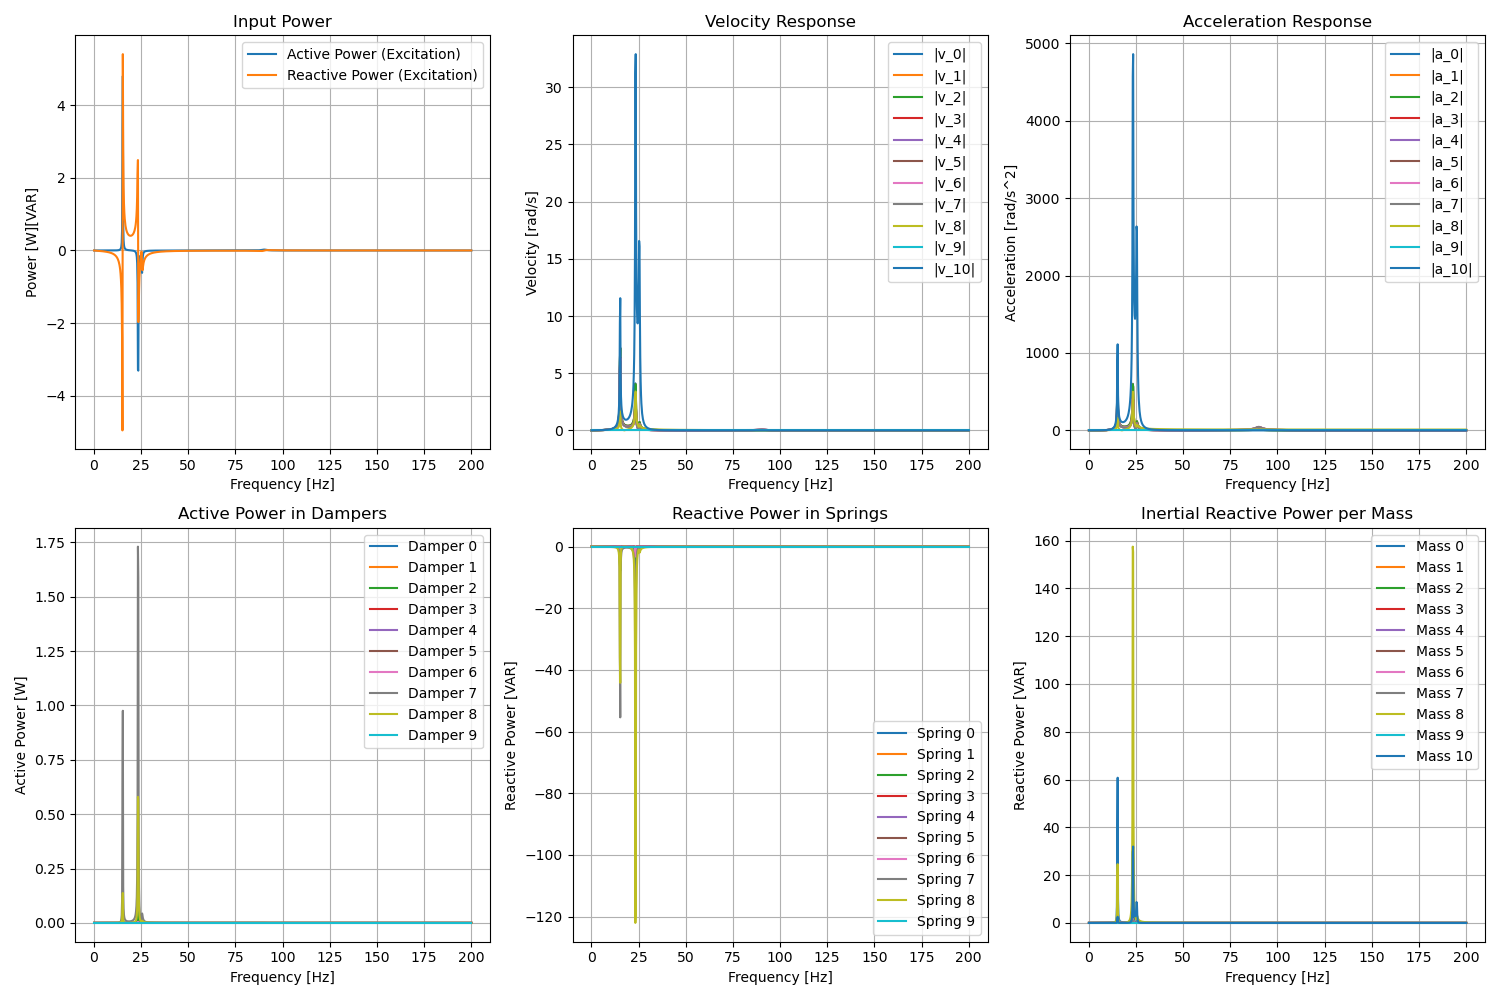 Input Power
Power [W][VAR]
4
2
0
−2
−4
Active Power (Excitation)
Reactive Power (Excitation)
0 25 50 75 100 125 150 175 200
Frequency [Hz]
Velocity Response
Velocity [rad/s]
30
25
20
15
10
5
0
|v_0|
|v_1|
|v_2|
|v_3|
|v_4|
|v_5|
|v_6|
|v_7|
|v_8|
|v_9|
|v_10|
0 25 50 75 100 125 150 175 200
Frequency [Hz]
Acceleration Response
Acceleration [rad/s^2]
5000
4000
3000
2000
1000
0
|a_0|
|a_1|
|a_2|
|a_3|
|a_4|
|a_5|
|a_6|
|a_7|
|a_8|
|a_9|
|a_10|
0 25 50 75 100 125 150 175 200
Frequency [Hz]
Active Power in Dampers
Active Power [W]
1.75
1.50
1.25
1.00
0.75
0.50
0.25
0.00
Damper 0
Damper 1
Damper 2
Damper 3
Damper 4
Damper 5
Damper 6
Damper 7
Damper 8
Damper 9
0 25 50 75 100 125 150 175 200
Frequency [Hz]
Reactive Power in Springs
Reactive Power [VAR]
0
−20
−40
−60
−80
−100
−120
Spring 0
Spring 1
Spring 2
Spring 3
Spring 4
Spring 5
Spring 6
Spring 7
Spring 8
Spring 9
0 25 50 75 100 125 150 175 200
Frequency [Hz]
Inertial Reactive Power per Mass
Reactive Power [VAR]
160
140
120
100
80
60
40
20
0
Mass 0
Mass 1
Mass 2
Mass 3
Mass 4
Mass 5
Mass 6
Mass 7
Mass 8
Mass 9
Mass 10
0 25 50 75 100 125 150 175 200
Frequency [Hz]